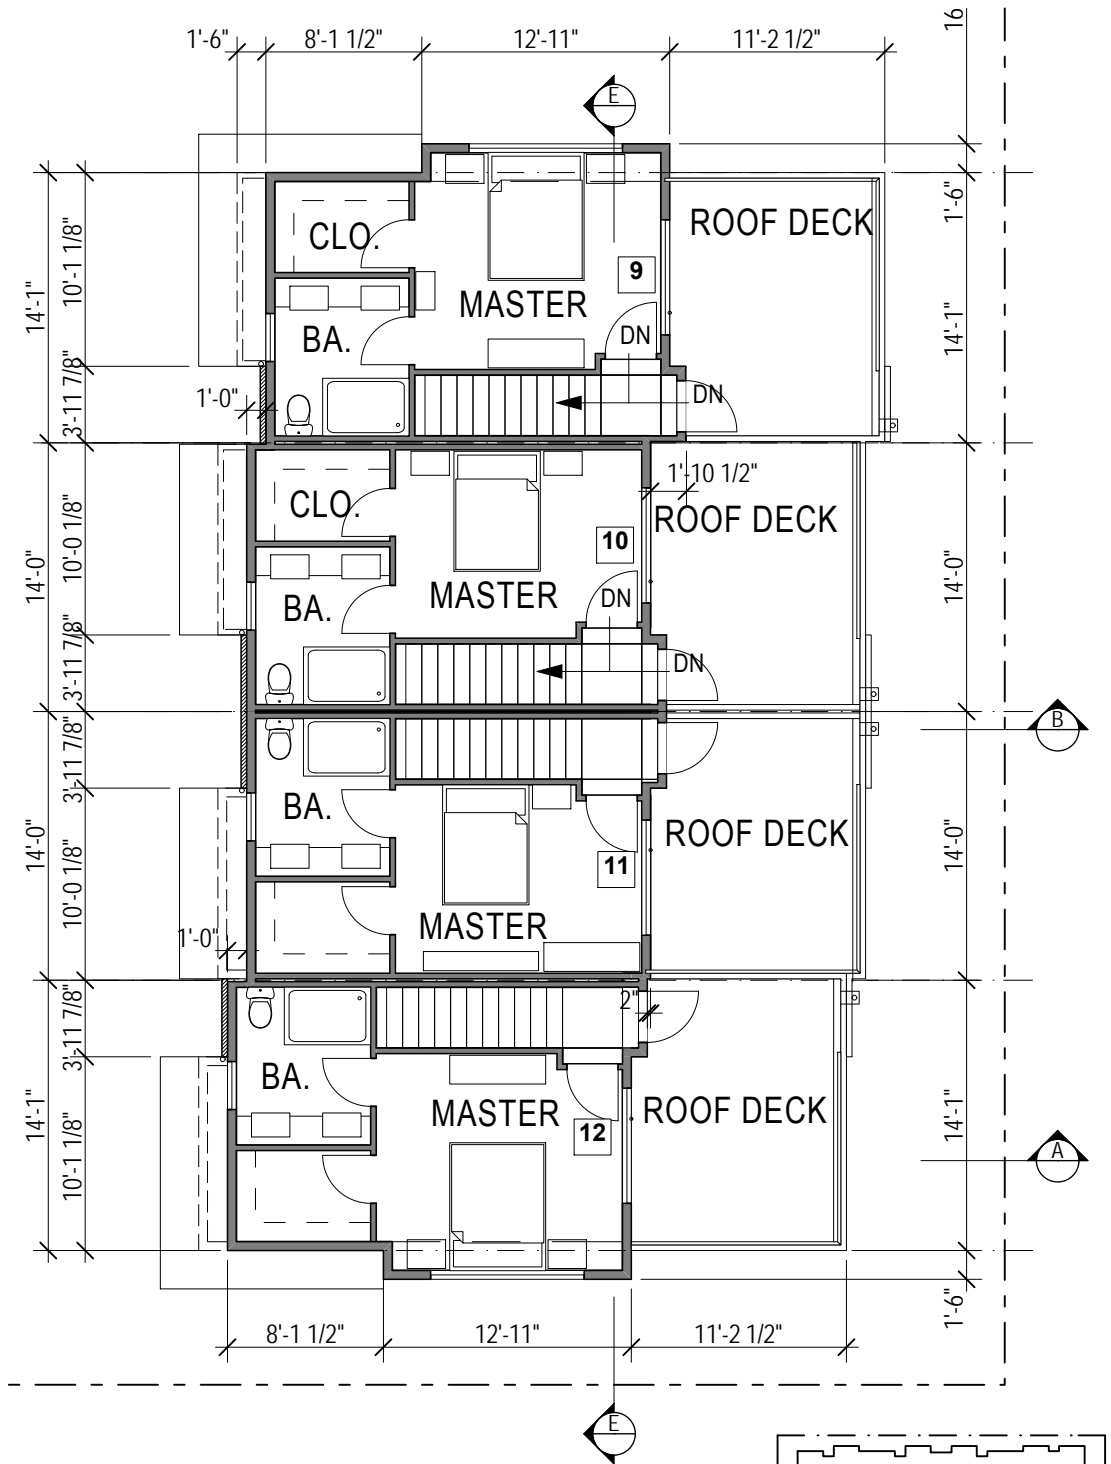 16
1'-6"
8'-1 1/2"
12'-11"
11'-2 1/2"
E
ROOF DECK
1'-6"
CLO.
10'-1 1/8"
9
MASTER
14'-1"
14'-1"
BA.
DN
3'-11 7/8"
1'-0"
DN
1'-10 1/2"
CLO.
ROOF DECK
10'-0 1/8"
10
14'-0"
14'-0"
MASTER
BA.
DN
3'-11 7/8"
DN
B
3'-11 7/8"
BA.
ROOF DECK
14'-0"
14'-0"
11
10'-0 1/8"
MASTER
1'-0"
2"
3'-11 7/8"
BA.
MASTER
ROOF DECK
14'-1"
14'-1"
12
10'-1 1/8"
A
1'-6"
8'-1 1/2"
12'-11"
11'-2 1/2"
E